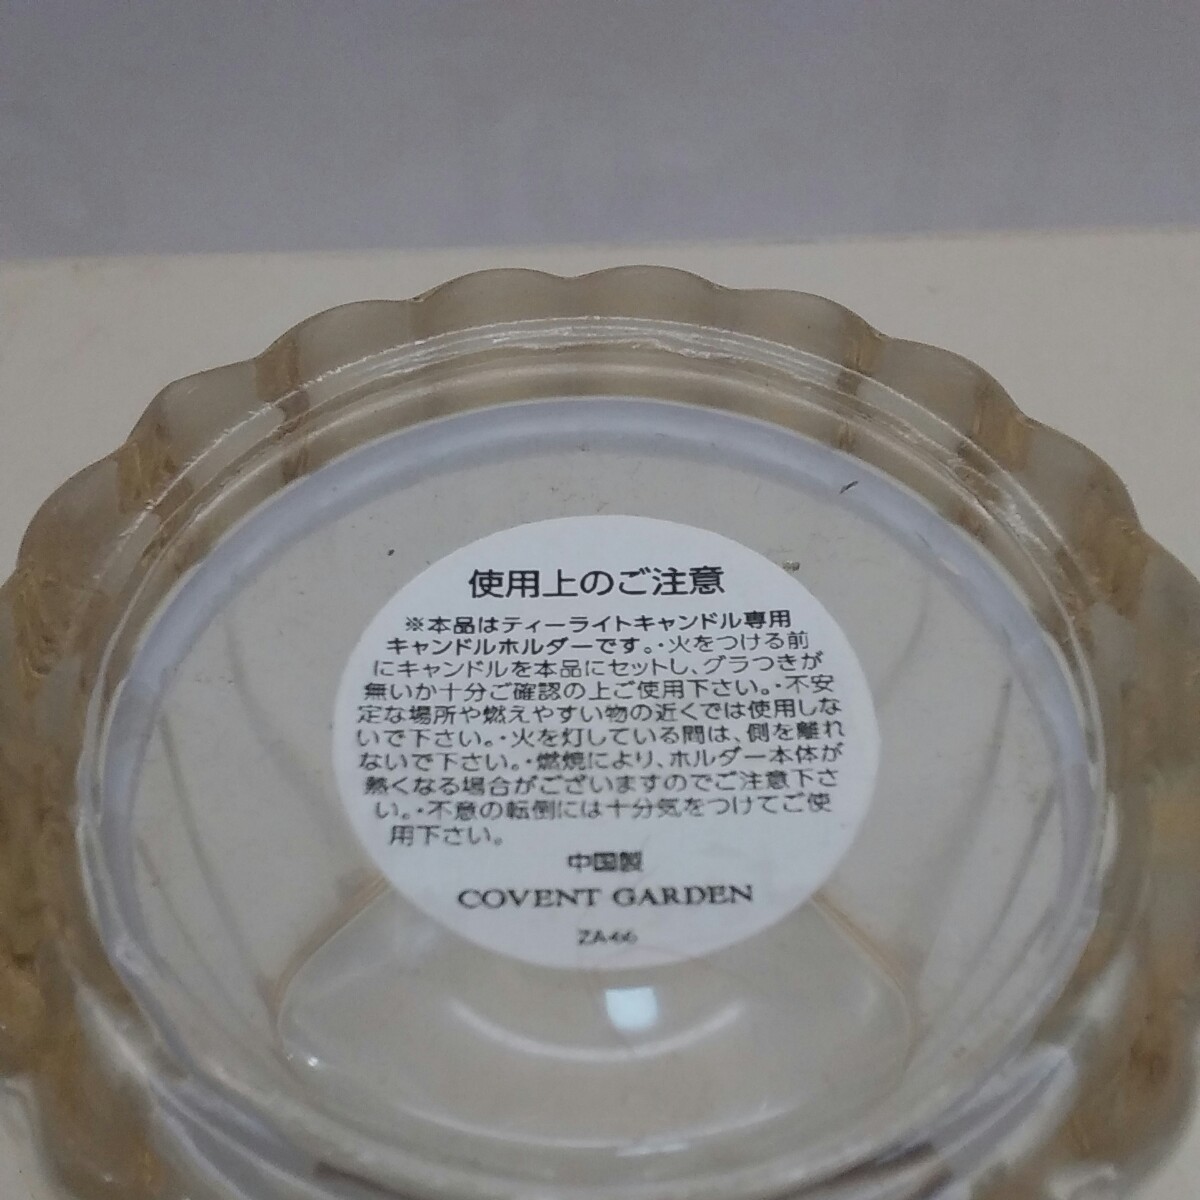 使用上のご注意
※本品はティーライトキャンドル専用
キャンドルホルダーです。・火をつける前
にキャンドルを本品にセットし、グラつきが
無いか十分ご確認の上ご使用下さい。・不安
定な場所や燃えやすい物の近くでは使用しな
いで下さい。・火を灯している間は、側を離れ
ないで下さい。・燃焼により、ホルダー本体が
熱くなる場合がございますのでご注意下さ
い。・不意の転倒には十分気をつけてご使
用下さい。
中国製
COVENT GARDEN
ZA-66